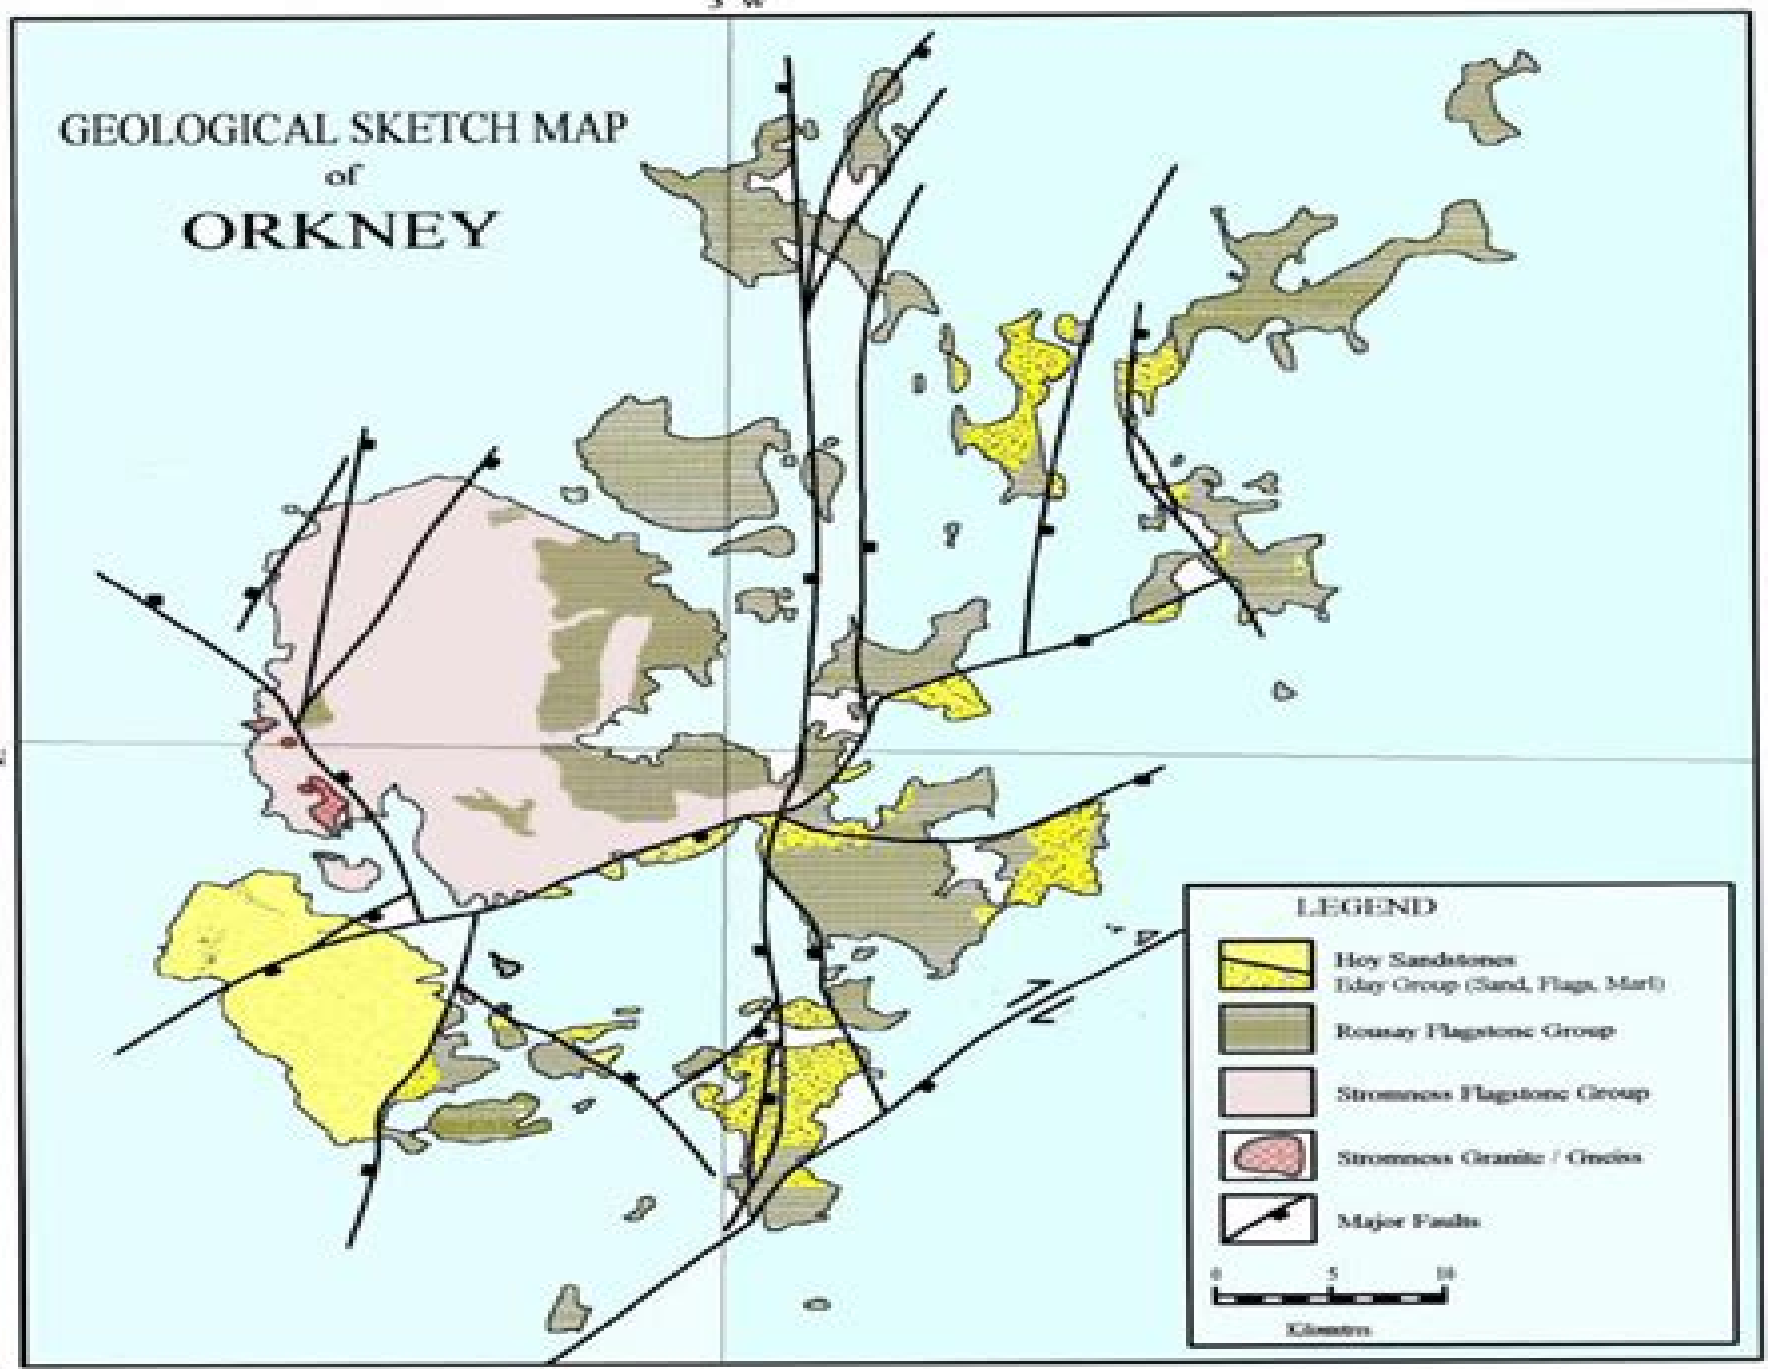 GEOLOGICAL SKETCH MAP
of
ORKNEY
LEGEND
Hoy Sandstones
Eday Group (Sand, Flags, Marl)
Rousay Flagstone Group
Stromness Flagstone Group
Stromness Granite / Gneiss
Major Faults
0 5 10
Kilometres